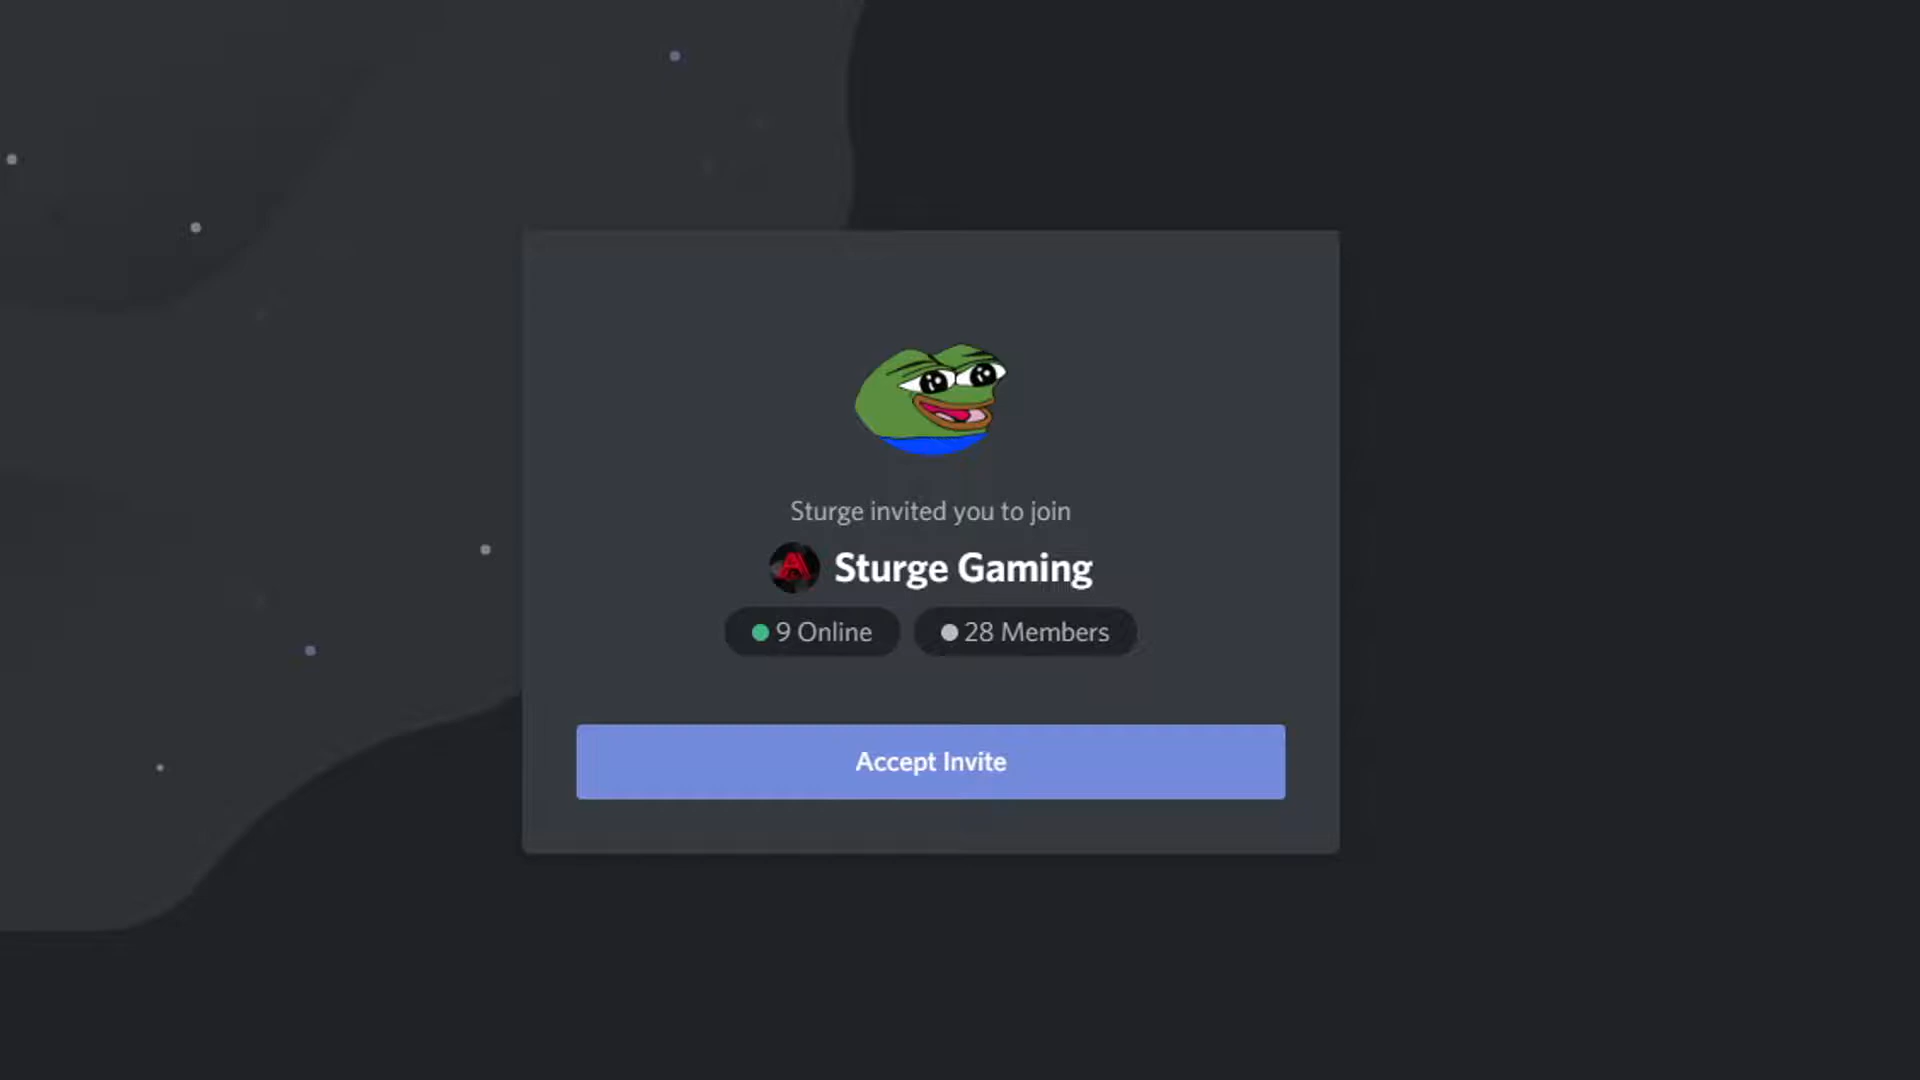 Sturge invited you to join
Sturge Gaming
9 Online
28 Members
Accept Invite